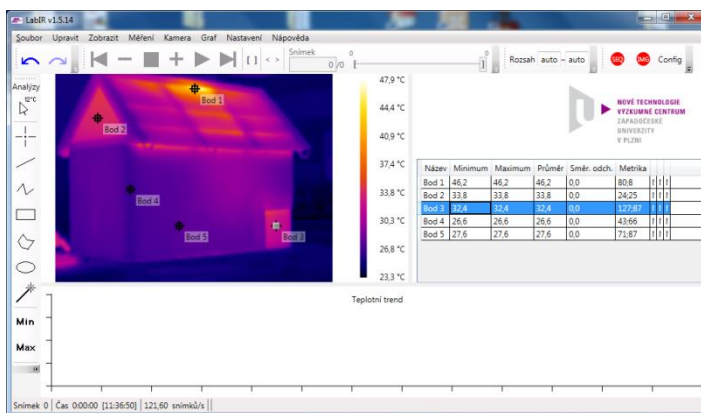 LabIR v1.5.14
Soubor Upravit Zobrazit Měření Kamera Graf Nastavení Nápověda
Snímek
0 /0
0 0
Rozsah auto - auto
SEQ IMG Config
Analýzy
12°C
Min
Max
Bod 1
Bod 2
Bod 4
Bod 5
Bod 3
47,9 °C
44,4 °C
40,9 °C
37,4 °C
33,8 °C
30,3 °C
26,8 °C
23,3 °C
NOVÉ TECHNOLOGIE
VÝZKUMNÉ CENTRUM
ZÁPADOČESKÉ
UNIVERZITY
V PLZNI
Název Minimum Maximum Průměr Směr. odch. Metrika
Bod 1 46,2 46,2 46,2 0,0 80;8
Bod 2 33,8 33,8 33,8 0,0 24;25
Bod 3 32,4 32,4 32,4 0,0 127;87
Bod 4 26,6 26,6 26,6 0,0 43;66
Bod 5 27,6 27,6 27,6 0,0 71;87
Teplotní trend
Snímek 0 Čas 0:00:00 [11:36:50] 121,60 snímků/s